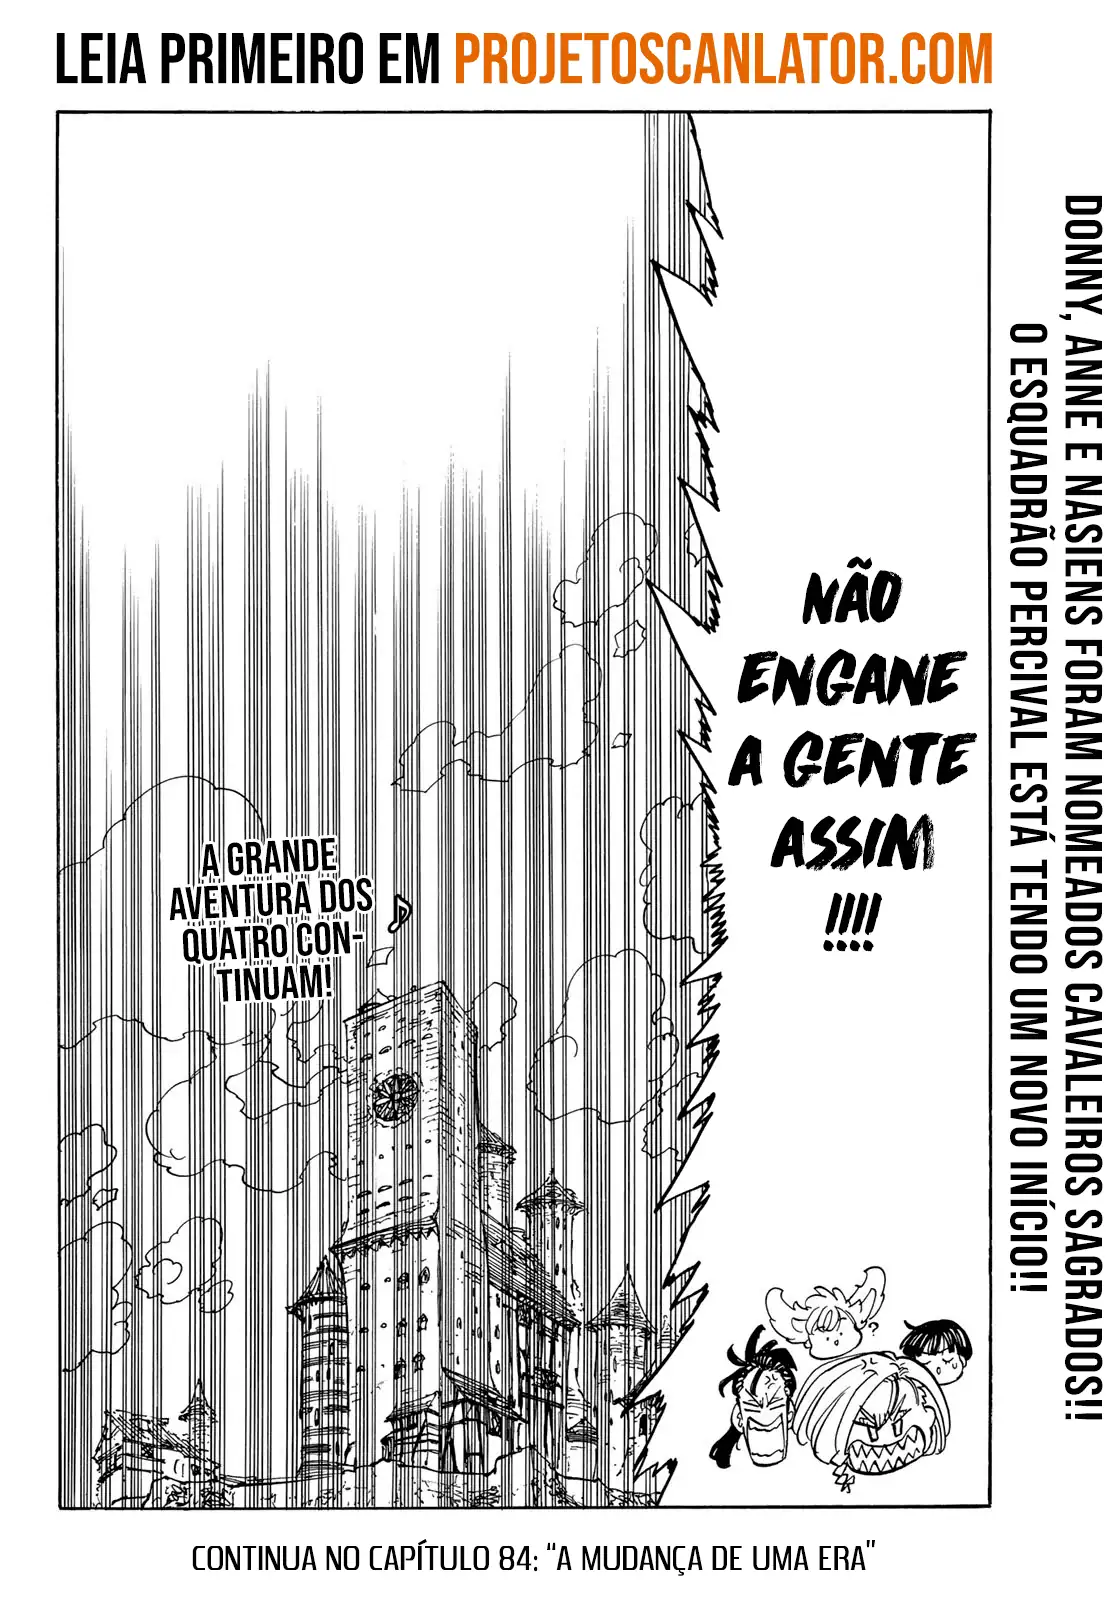 LEIA PRIMEIRO EM PROJETOSCANLATOR.COM
DONNY, ANNE E NASIENS FORAM NOMEADOS CAVALEIROS SAGRADOS!!
O ESQUADRÃO PERCIVAL ESTÁ TENDO UM NOVO INÍCIO!!
NÃO
ENGANE
A GENTE
ASSIM
!!!!
?
A GRANDE
AVENTURA DOS
QUATRO CON-
TINUAM!
♪
CONTINUA NO CAPÍTULO 84: “A MUDANÇA DE UMA ERA”